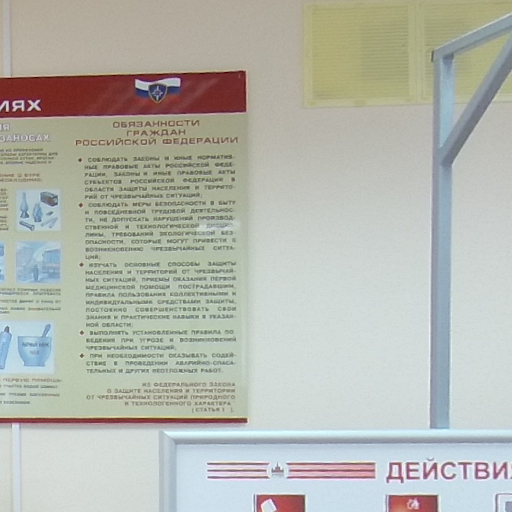 ИЯХ
ЗАНОСАХ
ОБЯЗАННОСТИ
ГРАЖДАН
РОССИЙСКОЙ ФЕДЕРАЦИИ
СОБЛЮДАТЬ ЗАКОНЫ И ИНЫЕ НОРМАТИВ-
НЫЕ ПРАВОВЫЕ АКТЫ РОССИЙСКОЙ ФЕДЕ-
РАЦИИ, ЗАКОНЫ И ИНЫЕ ПРАВОВЫЕ АКТЫ
СУБЪЕКТОВ РОССИЙСКОЙ ФЕДЕРАЦИИ В
ОБЛАСТИ ЗАЩИТЫ НАСЕЛЕНИЯ И ТЕРРИТО-
РИЙ ОТ ЧРЕЗВЫЧАЙНЫХ СИТУАЦИЙ;
СОБЛЮДАТЬ МЕРЫ БЕЗОПАСНОСТИ В БЫТУ
И ПОВСЕДНЕВНОЙ ТРУДОВОЙ ДЕЯТЕЛЬНОС-
ТИ, НЕ ДОПУСКАТЬ НАРУШЕНИЙ ПРОИЗВОД-
СТВЕННОЙ И ТЕХНОЛОГИЧЕСКОЙ ДИСЦИП-
ЛИНЫ, ТРЕБОВАНИЙ ЭКОЛОГИЧЕСКОЙ БЕЗ-
ОПАСНОСТИ, КОТОРЫЕ МОГУТ ПРИВЕСТИ К
ВОЗНИКНОВЕНИЮ ЧРЕЗВЫЧАЙНЫХ СИТУА-
ЦИЙ;
ИЗУЧАТЬ ОСНОВНЫЕ СПОСОБЫ ЗАЩИТЫ
НАСЕЛЕНИЯ И ТЕРРИТОРИЙ ОТ ЧРЕЗВЫЧАЙ-
НЫХ СИТУАЦИЙ, ПРИЕМЫ ОКАЗАНИЯ ПЕРВОЙ
МЕДИЦИНСКОЙ ПОМОЩИ ПОСТРАДАВШИМ,
ПРАВИЛА ПОЛЬЗОВАНИЯ КОЛЛЕКТИВНЫМИ И
ИНДИВИДУАЛЬНЫМИ СРЕДСТВАМИ ЗАЩИТЫ,
ПОСТОЯННО СОВЕРШЕНСТВОВАТЬ СВОИ
ЗНАНИЯ И ПРАКТИЧЕСКИЕ НАВЫКИ В УКАЗАН-
НОЙ ОБЛАСТИ;
ВЫПОЛНЯТЬ УСТАНОВЛЕННЫЕ ПРАВИЛА ПО-
ВЕДЕНИЯ ПРИ УГРОЗЕ И ВОЗНИКНОВЕНИИ
ЧРЕЗВЫЧАЙНЫХ СИТУАЦИЙ;
ПРИ НЕОБХОДИМОСТИ ОКАЗЫВАТЬ СОДЕЙ-
СТВИЕ В ПРОВЕДЕНИИ АВАРИЙНО-СПАСА-
ТЕЛЬНЫХ И ДРУГИХ НЕОТЛОЖНЫХ РАБОТ.
ИЗ ФЕДЕРАЛЬНОГО ЗАКОНА
О ЗАЩИТЕ НАСЕЛЕНИЯ И ТЕРРИТОРИИ
ОТ ЧРЕЗВЫЧАЙНЫХ СИТУАЦИЙ ПРИРОДНОГО
И ТЕХНОГЕННОГО ХАРАКТЕРА
ДЕЙСТВИЯ